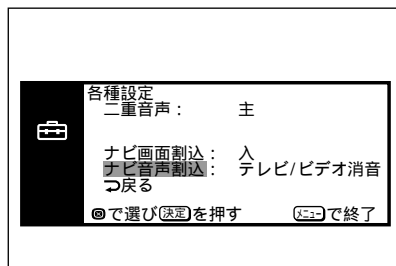 各種設定
二重音声： 主
ナビ画面割込： 入
ナビ音声割込： テレビ/ビデオ消音
戻る
で選び決定を押す メニューで終了